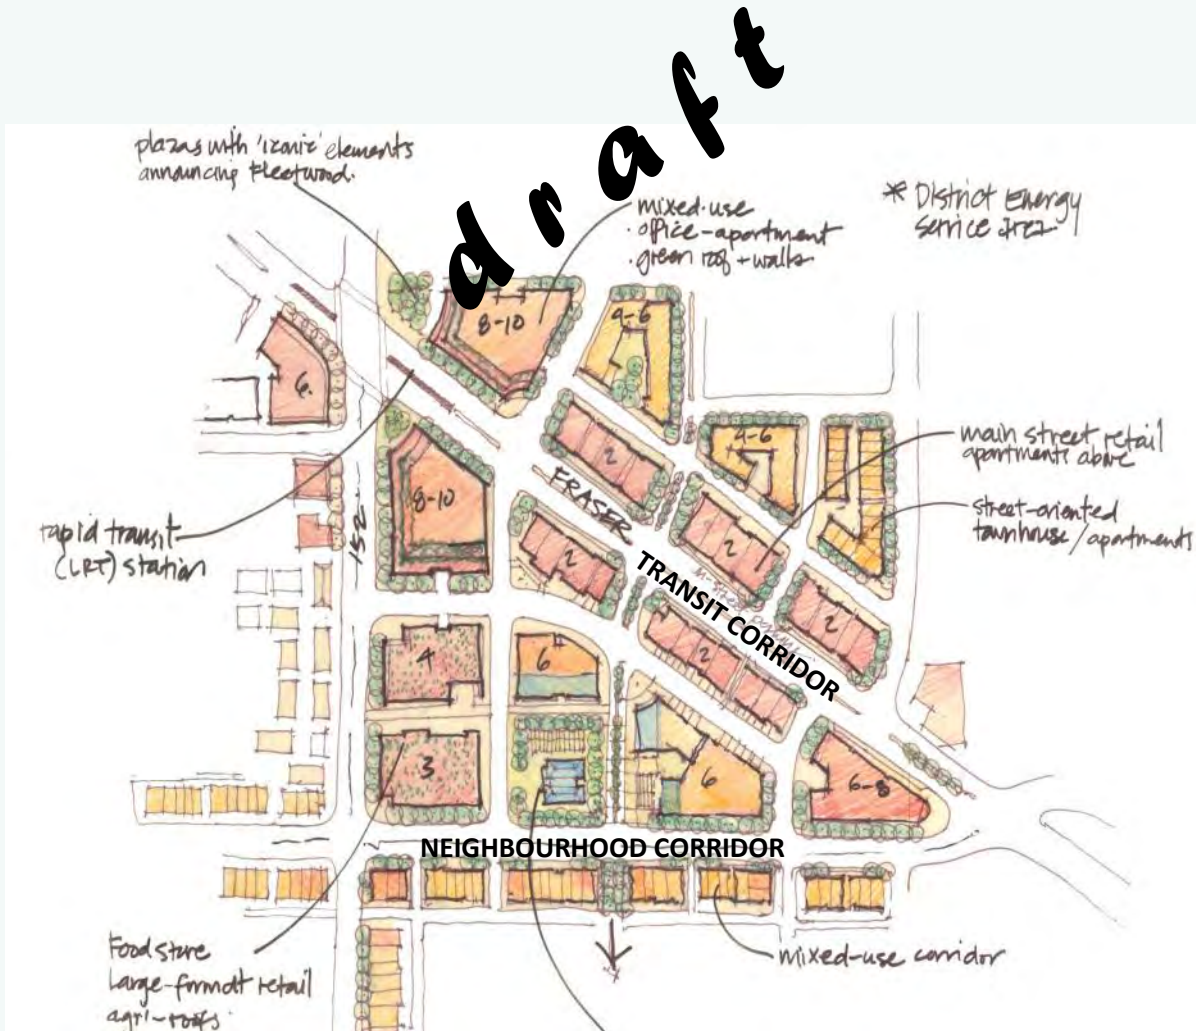 draft
plazas with 'iconic' elements
announcing Fleetwood.
mixed-use
· office-apartment
· green roof + walls
* District Energy
service area
8-10
4-6
6
2
4-6
main street retail
apartments above
8-10
FRASER
street-oriented
townhouse/apartments
rapid transit
(LRT) station
152
2
2
TRANSIT CORRIDOR
2
2
4
6
3
6
6-8
NEIGHBOURHOOD CORRIDOR
Food store
Large-format retail
agri-roofs
mixed-use corridor